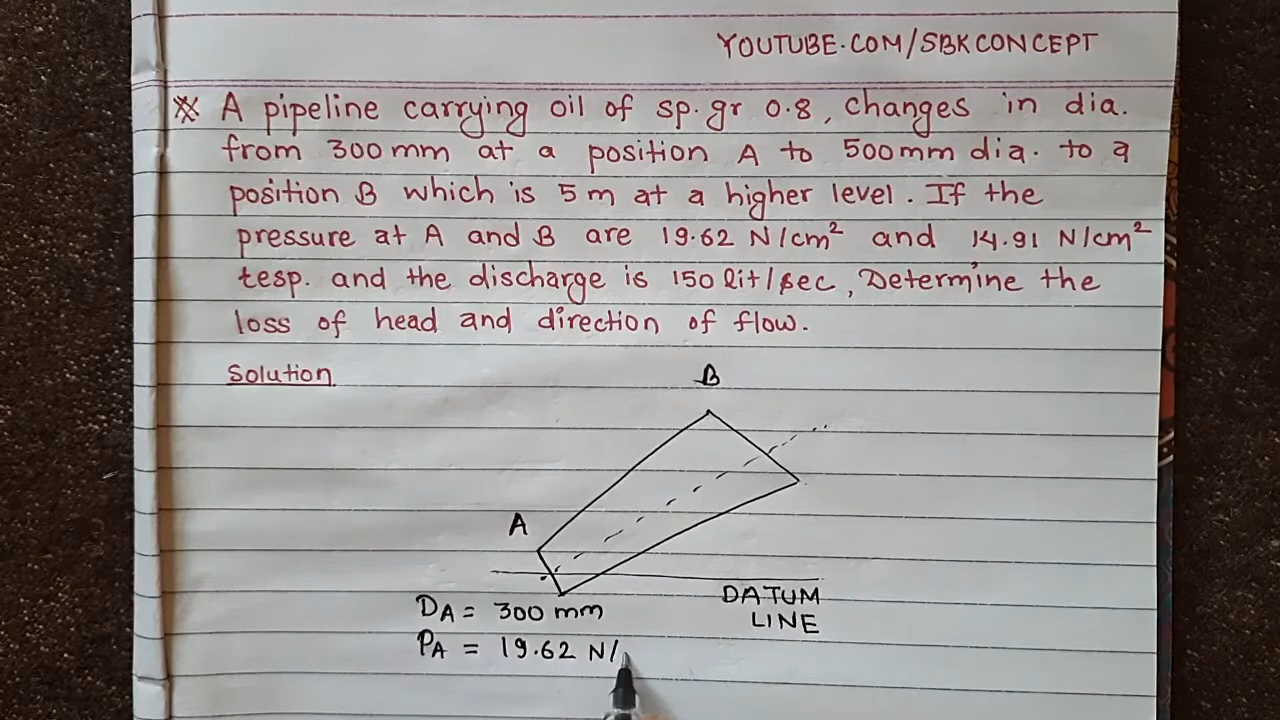 YOUTUBE.COM/SBKCONCEPT
※ A pipeline carrying oil of sp.gr 0.8, changes in dia.
from 300 mm at a position A to 500mm dia. to a
position B which is 5 m at a higher level. If the
pressure at A and B are 19.62 N/cm² and 14.91 N/cm²
tesp. and the discharge is 150 lit/sec, Determine the
loss of head and direction of flow.
Solution
B
A
DATUM
LINE
DA = 300 mm
PA = 19.62 N/